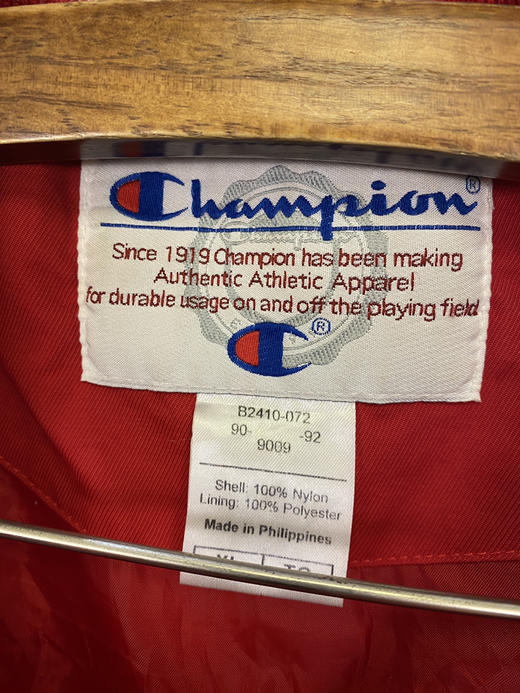 Champion®
Since 1919 Champion has been making
Authentic Athletic Apparel
for durable usage on and off the playing field
®
B2410-072
90- -92
9009
Shell: 100% Nylon
Lining: 100% Polyester
Made in Philippines